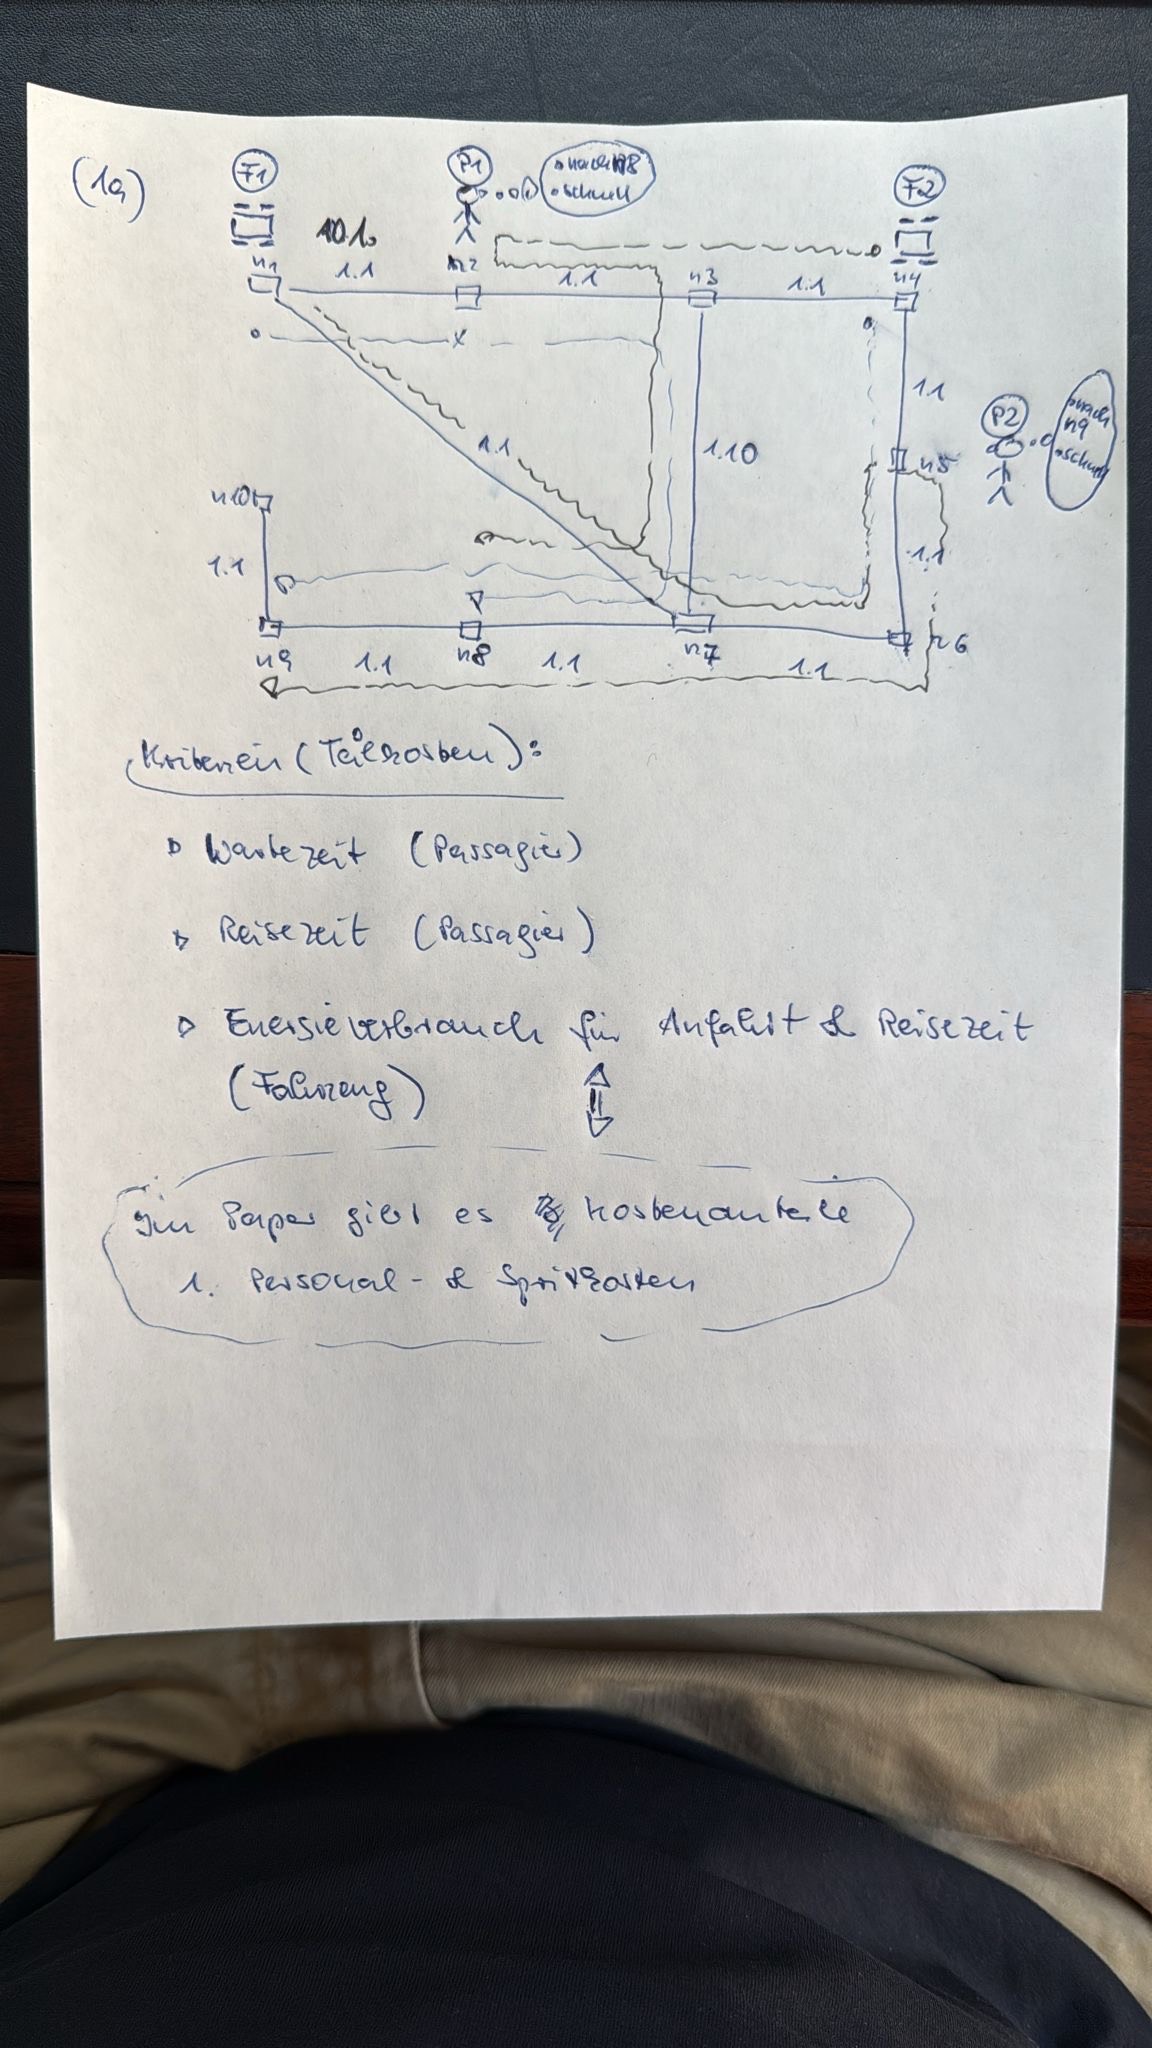 (1a)
F1
P1
nach n8
schnell
F2
10.1.
n1
1.1
n2
1.1
n3
1.1
n4
1.1
P2
nach
n9
schnell
1.1
1.10
n5
n10
1.1
1.1
n9
1.1
n8
1.1
n7
1.1
n6
Kriterien (Teilkosten):
▹ Wartezeit (Passagier)
▹ Reisezeit (Passagier)
▹ Energieverbrauch für Anfahrt & Reisezeit
(Fahrzeug)
Im Paper gibt es Kostenanteile
1. Personal- & Spritkosten